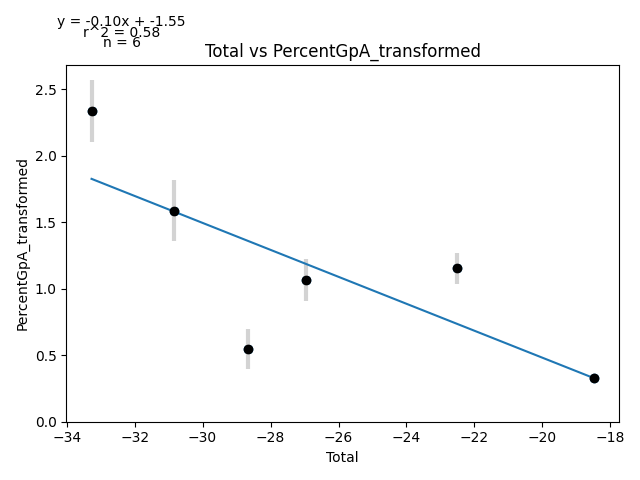 y = -0.10x + -1.55
r^2 = 0.58
n = 6
Total vs PercentGpA_transformed
PercentGpA_transformed
2.5
2.0
1.5
1.0
0.5
0.0
−34 −32 −30 −28 −26 −24 −22 −20 −18
Total